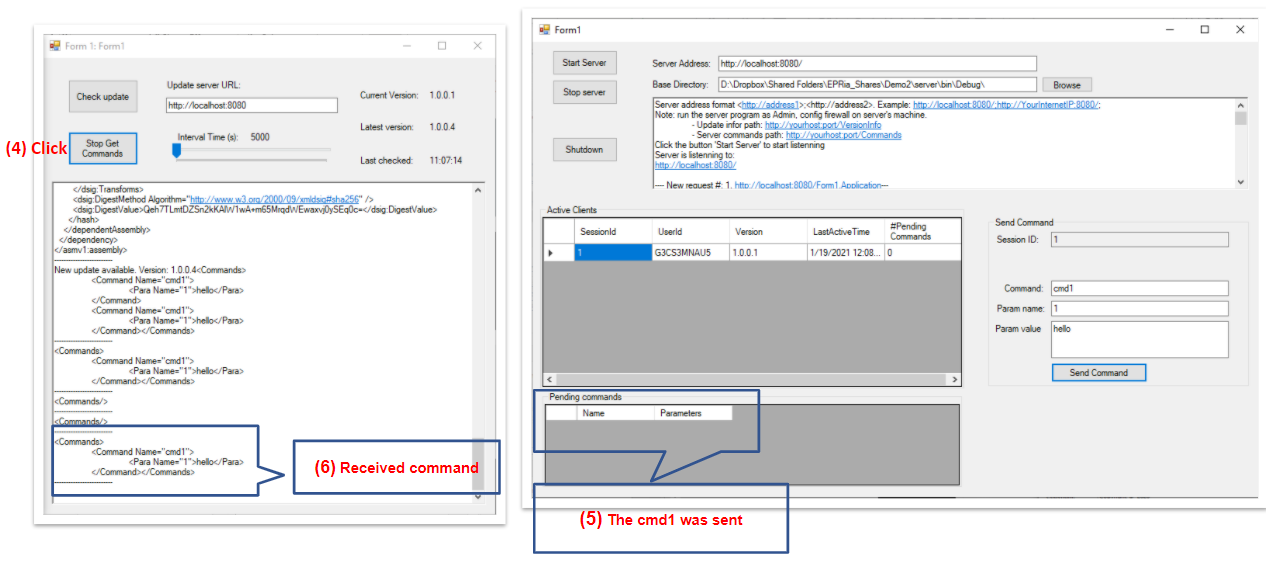 Form 1: Form1
Check update
Update server URL:
http://localhost:8080
Current Version: 1.0.0.1
(4) Click
Stop Get
Commands
Interval Time (s): 5000
Latest version: 1.0.0.4
Last checked: 11:07:14
</dsig:Transforms>
<dsig:DigestMethod Algorithm="http://www.w3.org/2000/09/xmldsig#sha256" />
<dsig:DigestValue>Qeh7TLmtDZSn2kKAlW1wA+m65MrqdWEwaxvj0ySEq0c=</dsig:DigestValue>
</hash>
</dependentAssembly>
</dependency>
</asmv1:assembly>
------------------------
New update available. Version: 1.0.0.4<Commands>
<Command Name="cmd1">
<Para Name="1">hello</Para>
</Command>
<Command Name="cmd1">
<Para Name="1">hello</Para>
</Command></Commands>
------------------------
<Commands>
<Command Name="cmd1">
<Para Name="1">hello</Para>
</Command></Commands>
------------------------
<Commands/>
------------------------
<Commands/>
------------------------
<Commands>
<Command Name="cmd1">
<Para Name="1">hello</Para>
</Command></Commands>
------------------------
(6) Received command
Form1
Start Server
Stop server
Shutdown
Server Address: http://localhost:8080/
Base Directory: D:\Dropbox\Shared Folders\EPRia_Shares\Demo2\server\bin\Debug\ Browse
Server address format <http://address1>;<http://address2>. Example: http://localhost:8080/;http://YourInternetIP:8080/;
Note: run the server program as Admin, config firewall on server's machine.
- Update infor path: http://yourhost:port/VersionInfo
- Server commands path: http://yourhost:port/Commands
Click the button 'Start Server' to start listenning
Server is listenning to:
http://localhost:8080/
---- New request #: 1, http://localhost:8080/Form1.Application---
Active Clients
SessionId UserId Version LastActiveTime #Pending Commands
1 G3CS3MNAU5 1.0.0.1 1/19/2021 12:08... 0
Send Command
Session ID: 1
Command: cmd1
Param name: 1
Param value hello
Send Command
Pending commands
Name Parameters
(5) The cmd1 was sent